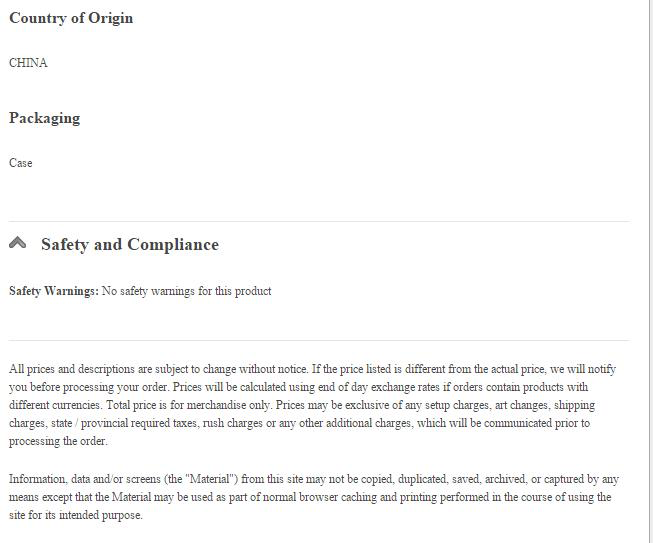 Country of Origin
CHINA
Packaging
Case
Safety and Compliance
Safety Warnings: No safety warnings for this product
All prices and descriptions are subject to change without notice. If the price listed is different from the actual price, we will notify
you before processing your order. Prices will be calculated using end of day exchange rates if orders contain products with
different currencies. Total price is for merchandise only. Prices may be exclusive of any setup charges, art changes, shipping
charges, state / provincial required taxes, rush charges or any other additional charges, which will be communicated prior to
processing the order.
Information, data and/or screens (the "Material") from this site may not be copied, duplicated, saved, archived, or captured by any
means except that the Material may be used as part of normal browser caching and printing performed in the course of using the
site for its intended purpose.